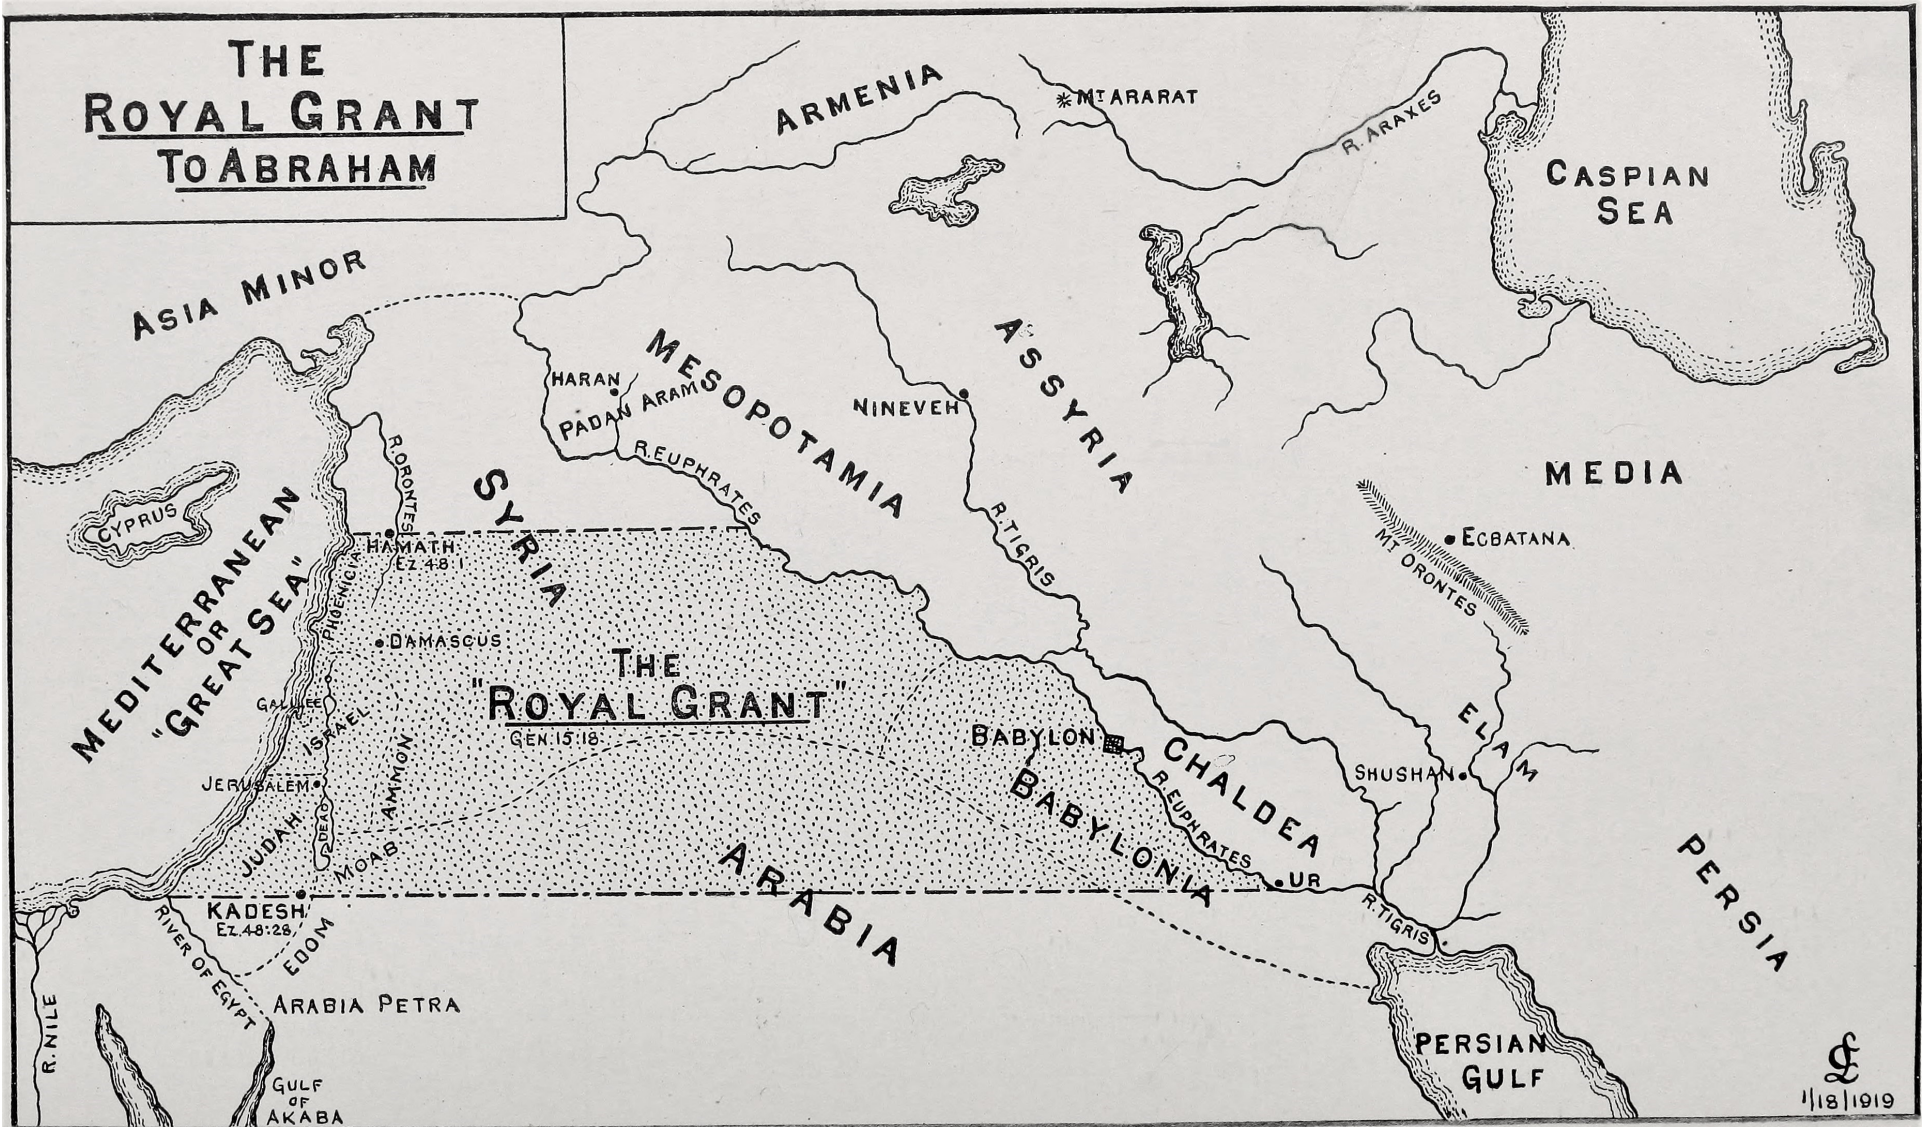 THE
ROYAL GRANT
TO ABRAHAM
ARMENIA
MT ARARAT
R. ARAXES
CASPIAN
SEA
ASIA MINOR
MESOPOTAMIA
ASSYRIA
HARAN
PADAN ARAM
NINEVEH
R. EUPHRATES
R. ORONTES
SYRIA
MEDIA
CYPRUS
MEDITERRANEAN
OR
"GREAT SEA"
R. TIGRIS
ECBATANA
MT ORONTES
HAMATH
EZ 48:1
PHOENICIA
DAMASCUS
THE
"ROYAL GRANT"
GEN. 15:18
GALILEE
ISRAEL
AMMON
JERUSALEM
JUDAH
DEAD
MOAB
BABYLON
CHALDEA
BABYLONIA
R. EUPHRATES
SHUSHAN
ELAM
UR
ARABIA
PERSIA
KADESH
EZ. 48:28
EDOM
RIVER OF EGYPT
R. TIGRIS
ARABIA PETRA
R. NILE
GULF
OF
AKABA
PERSIAN
GULF
1/18/1919